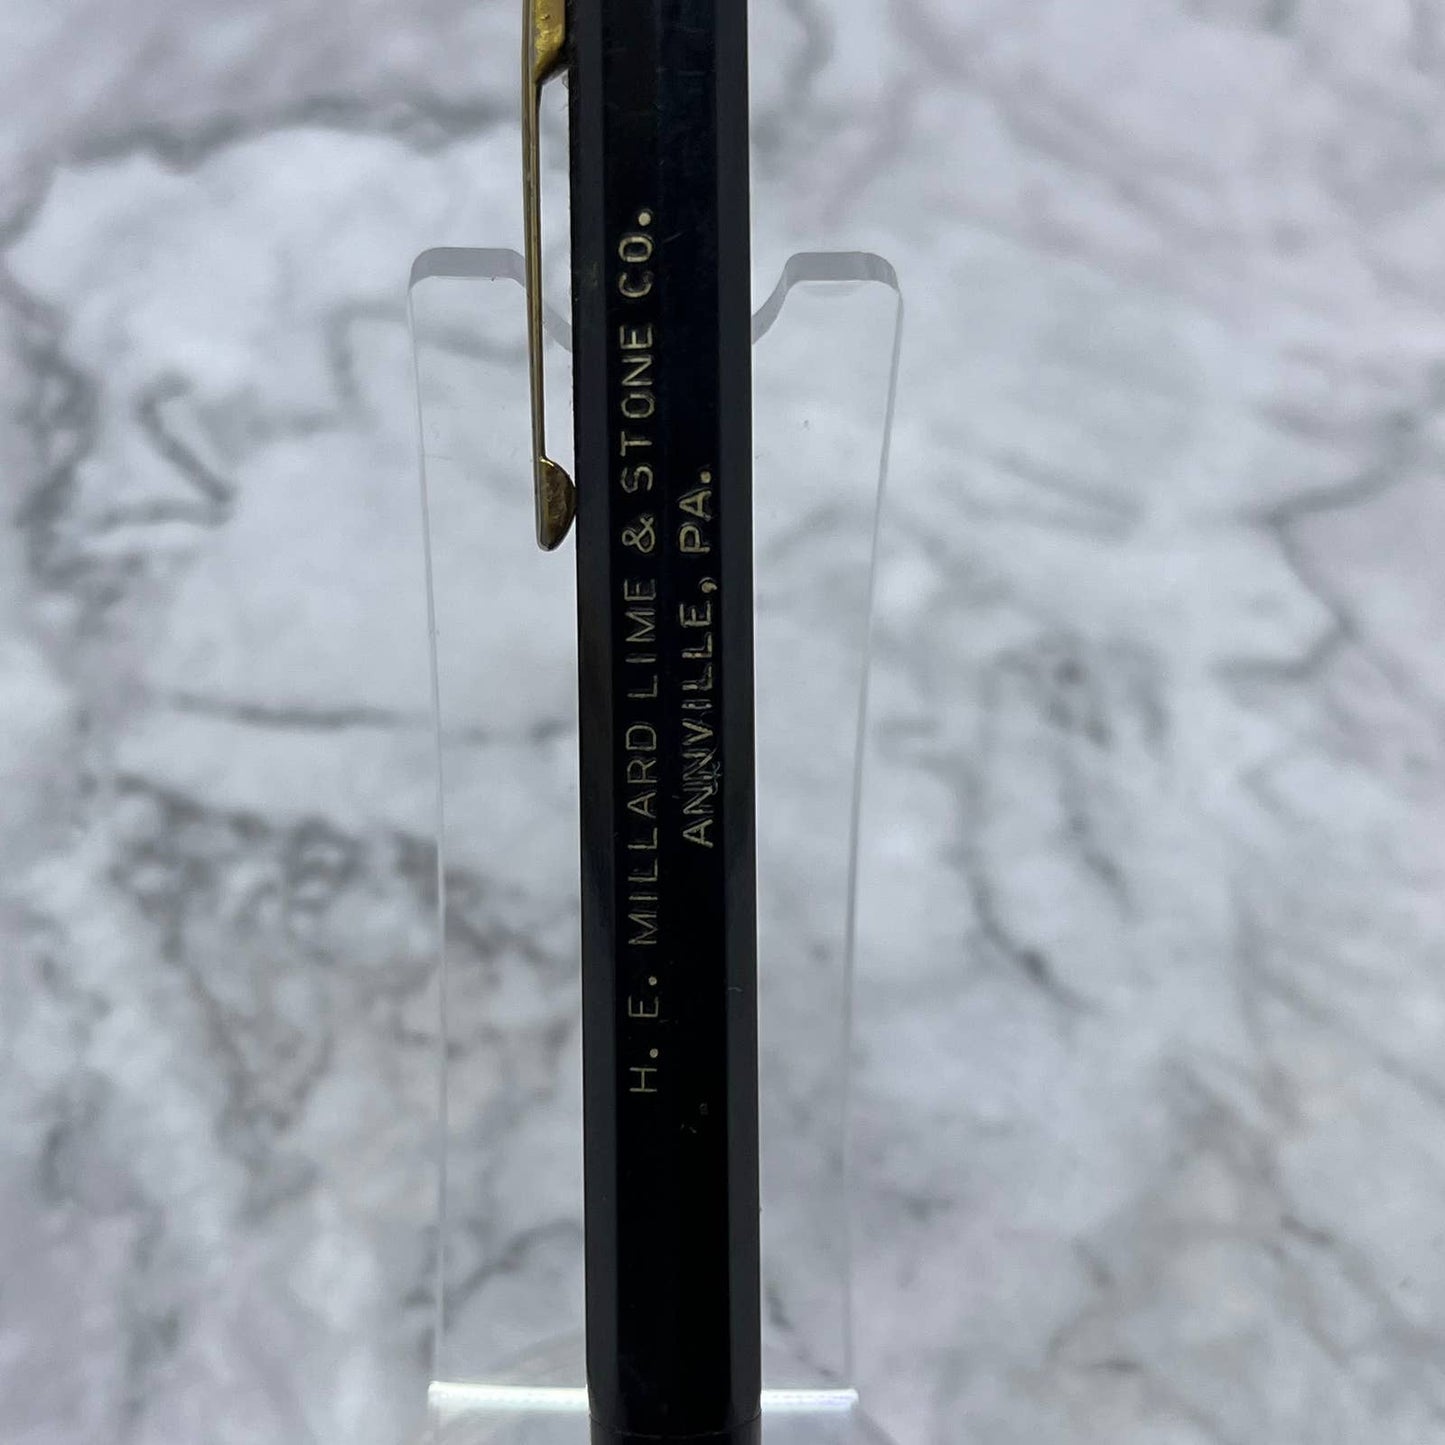 H. E. MILLARD LIME & STONE CO.
ANNVILLE, PA.